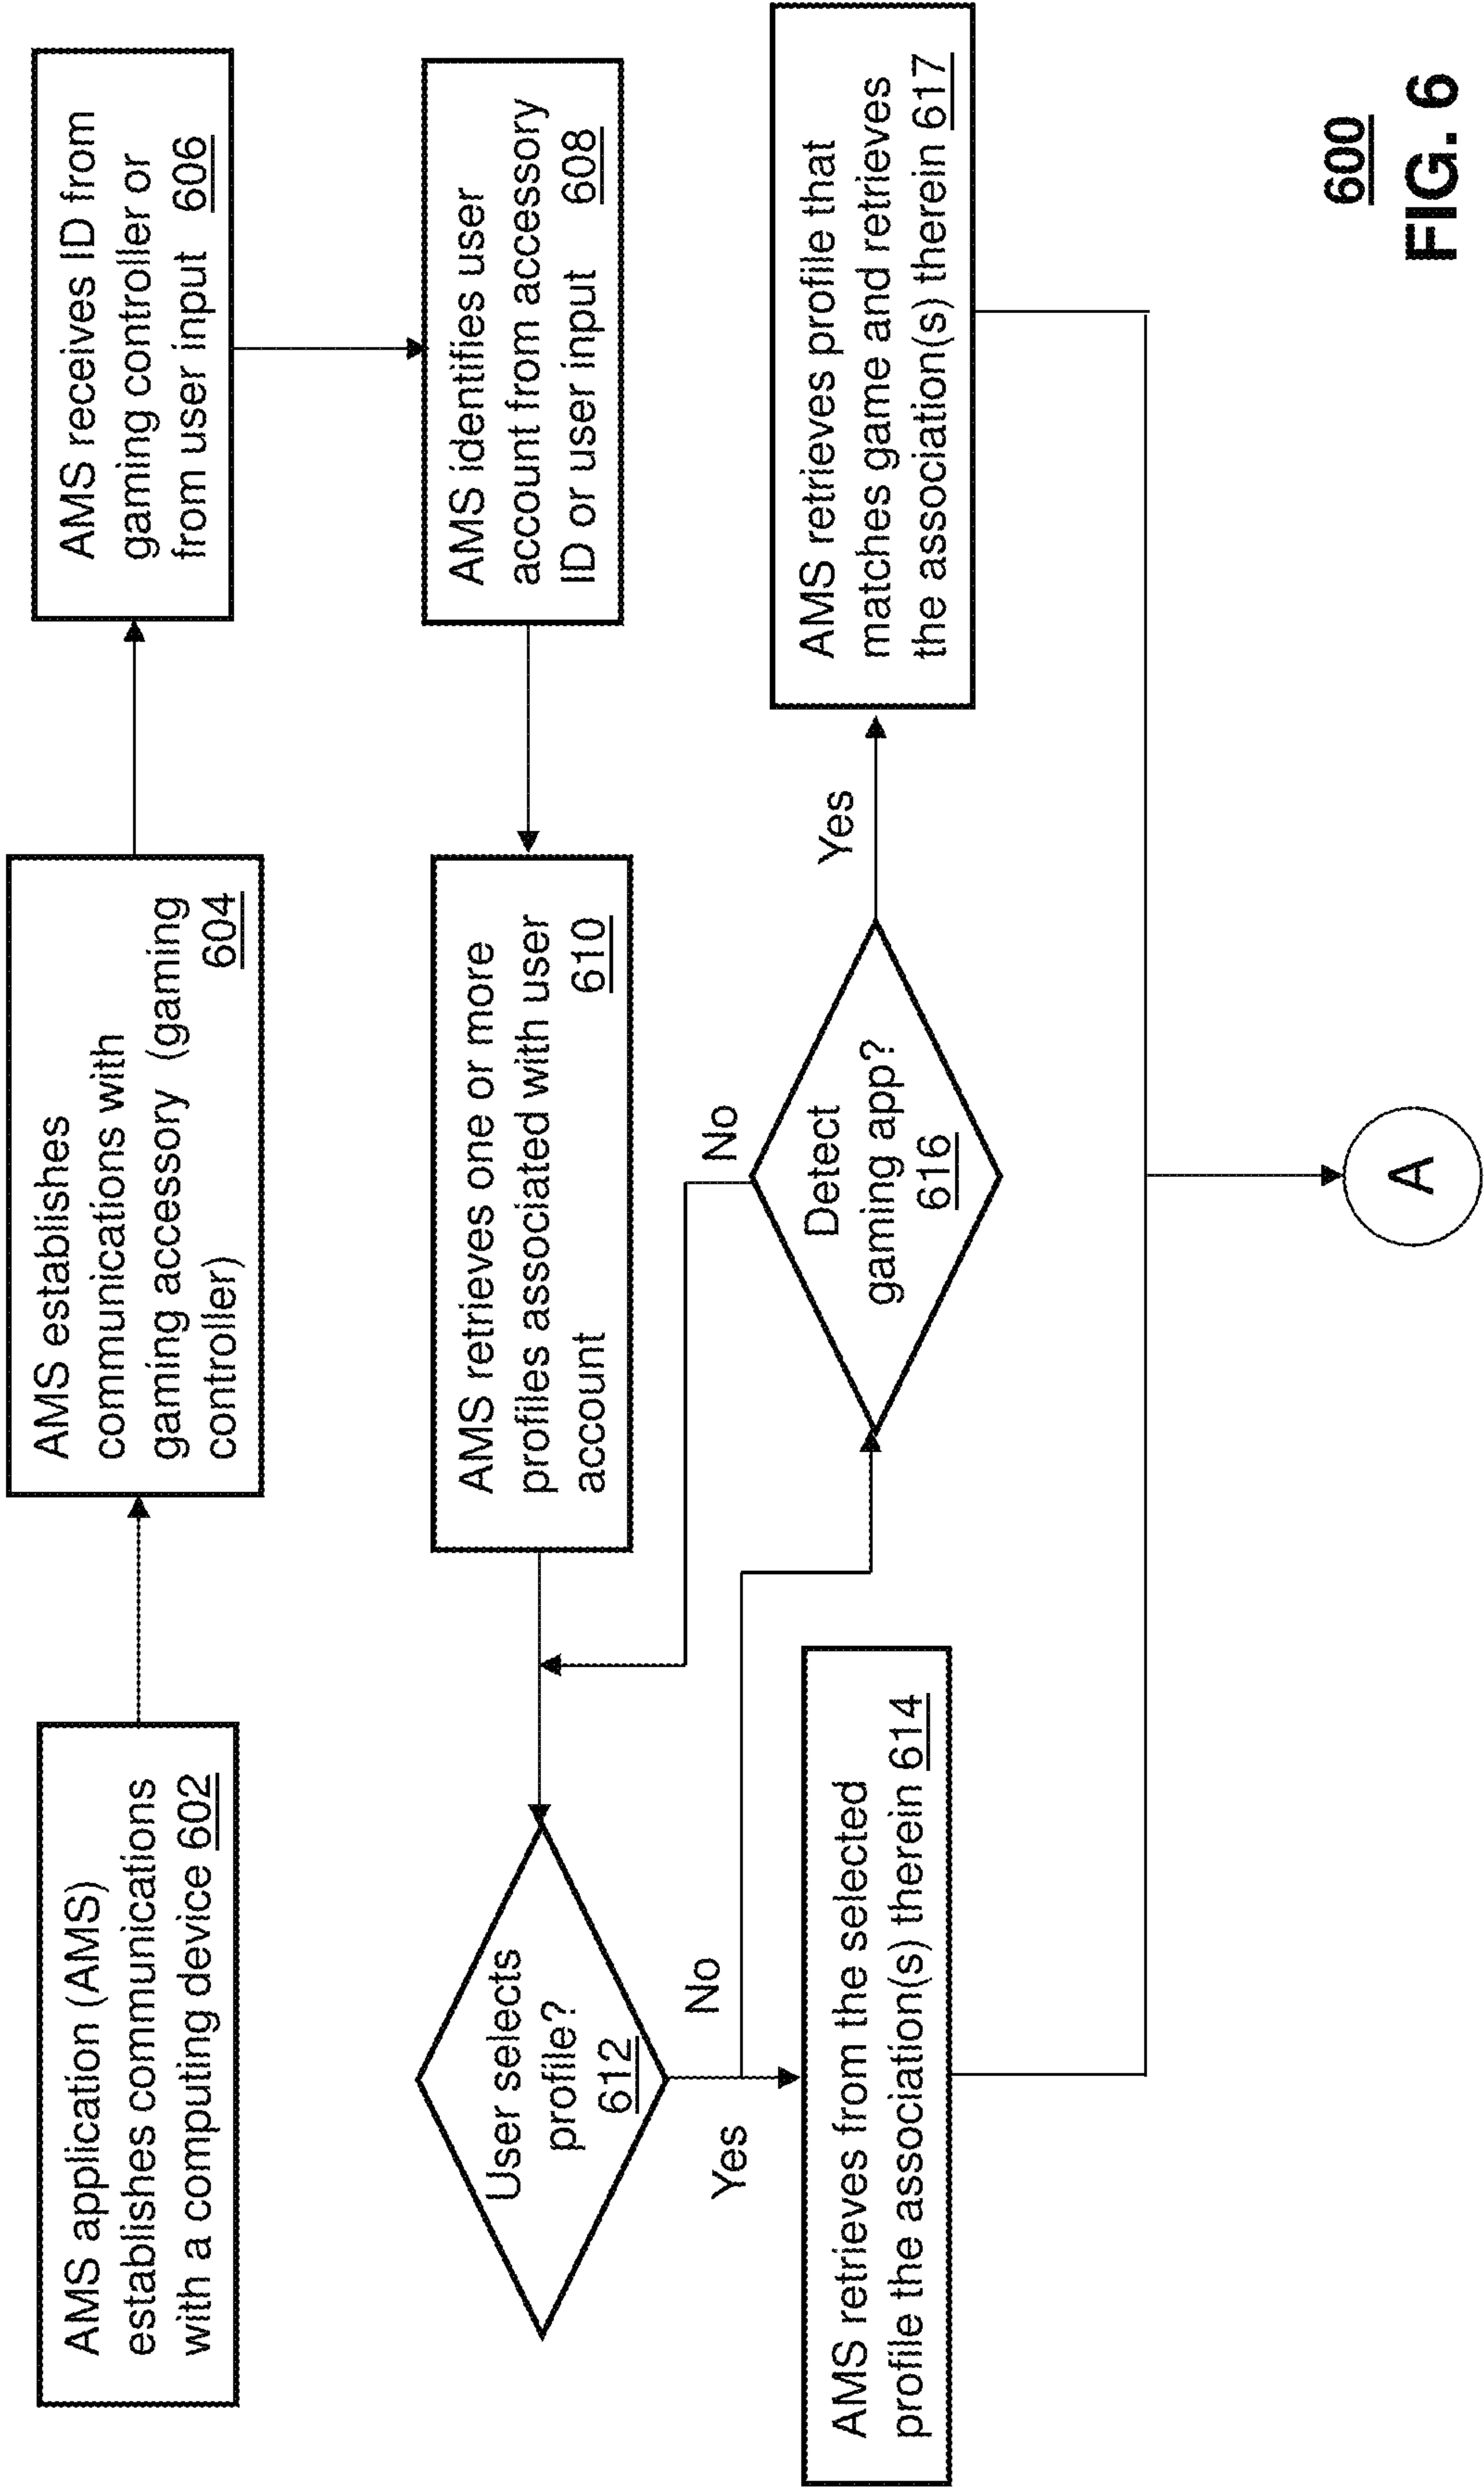 AMS application (AMS)
establishes communications
with a computing device 602
AMS establishes
communications with
gaming accessory (gaming
controller) 604
AMS receives ID from
gaming controller or
from user input 606
AMS identifies user
account from accessory
ID or user input 608
AMS retrieves one or more
profiles associated with user
account 610
User selects
profile?
612
No
Yes
AMS retrieves from the selected
profile the association(s) therein 614
Detect
gaming app?
616
No
Yes
AMS retrieves profile that
matches game and retrieves
the association(s) therein 617
A
600
FIG. 6